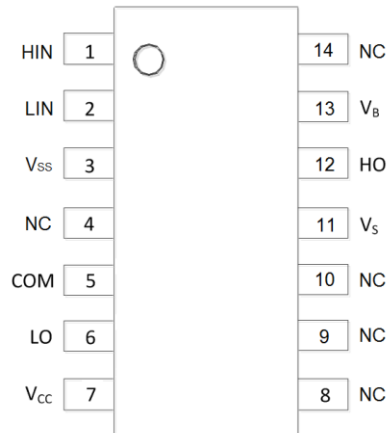 HIN 1 14 NC
LIN 2 13 VB
VSS 3 12 HO
NC 4 11 VS
COM 5 10 NC
LO 6 9 NC
VCC 7 8 NC